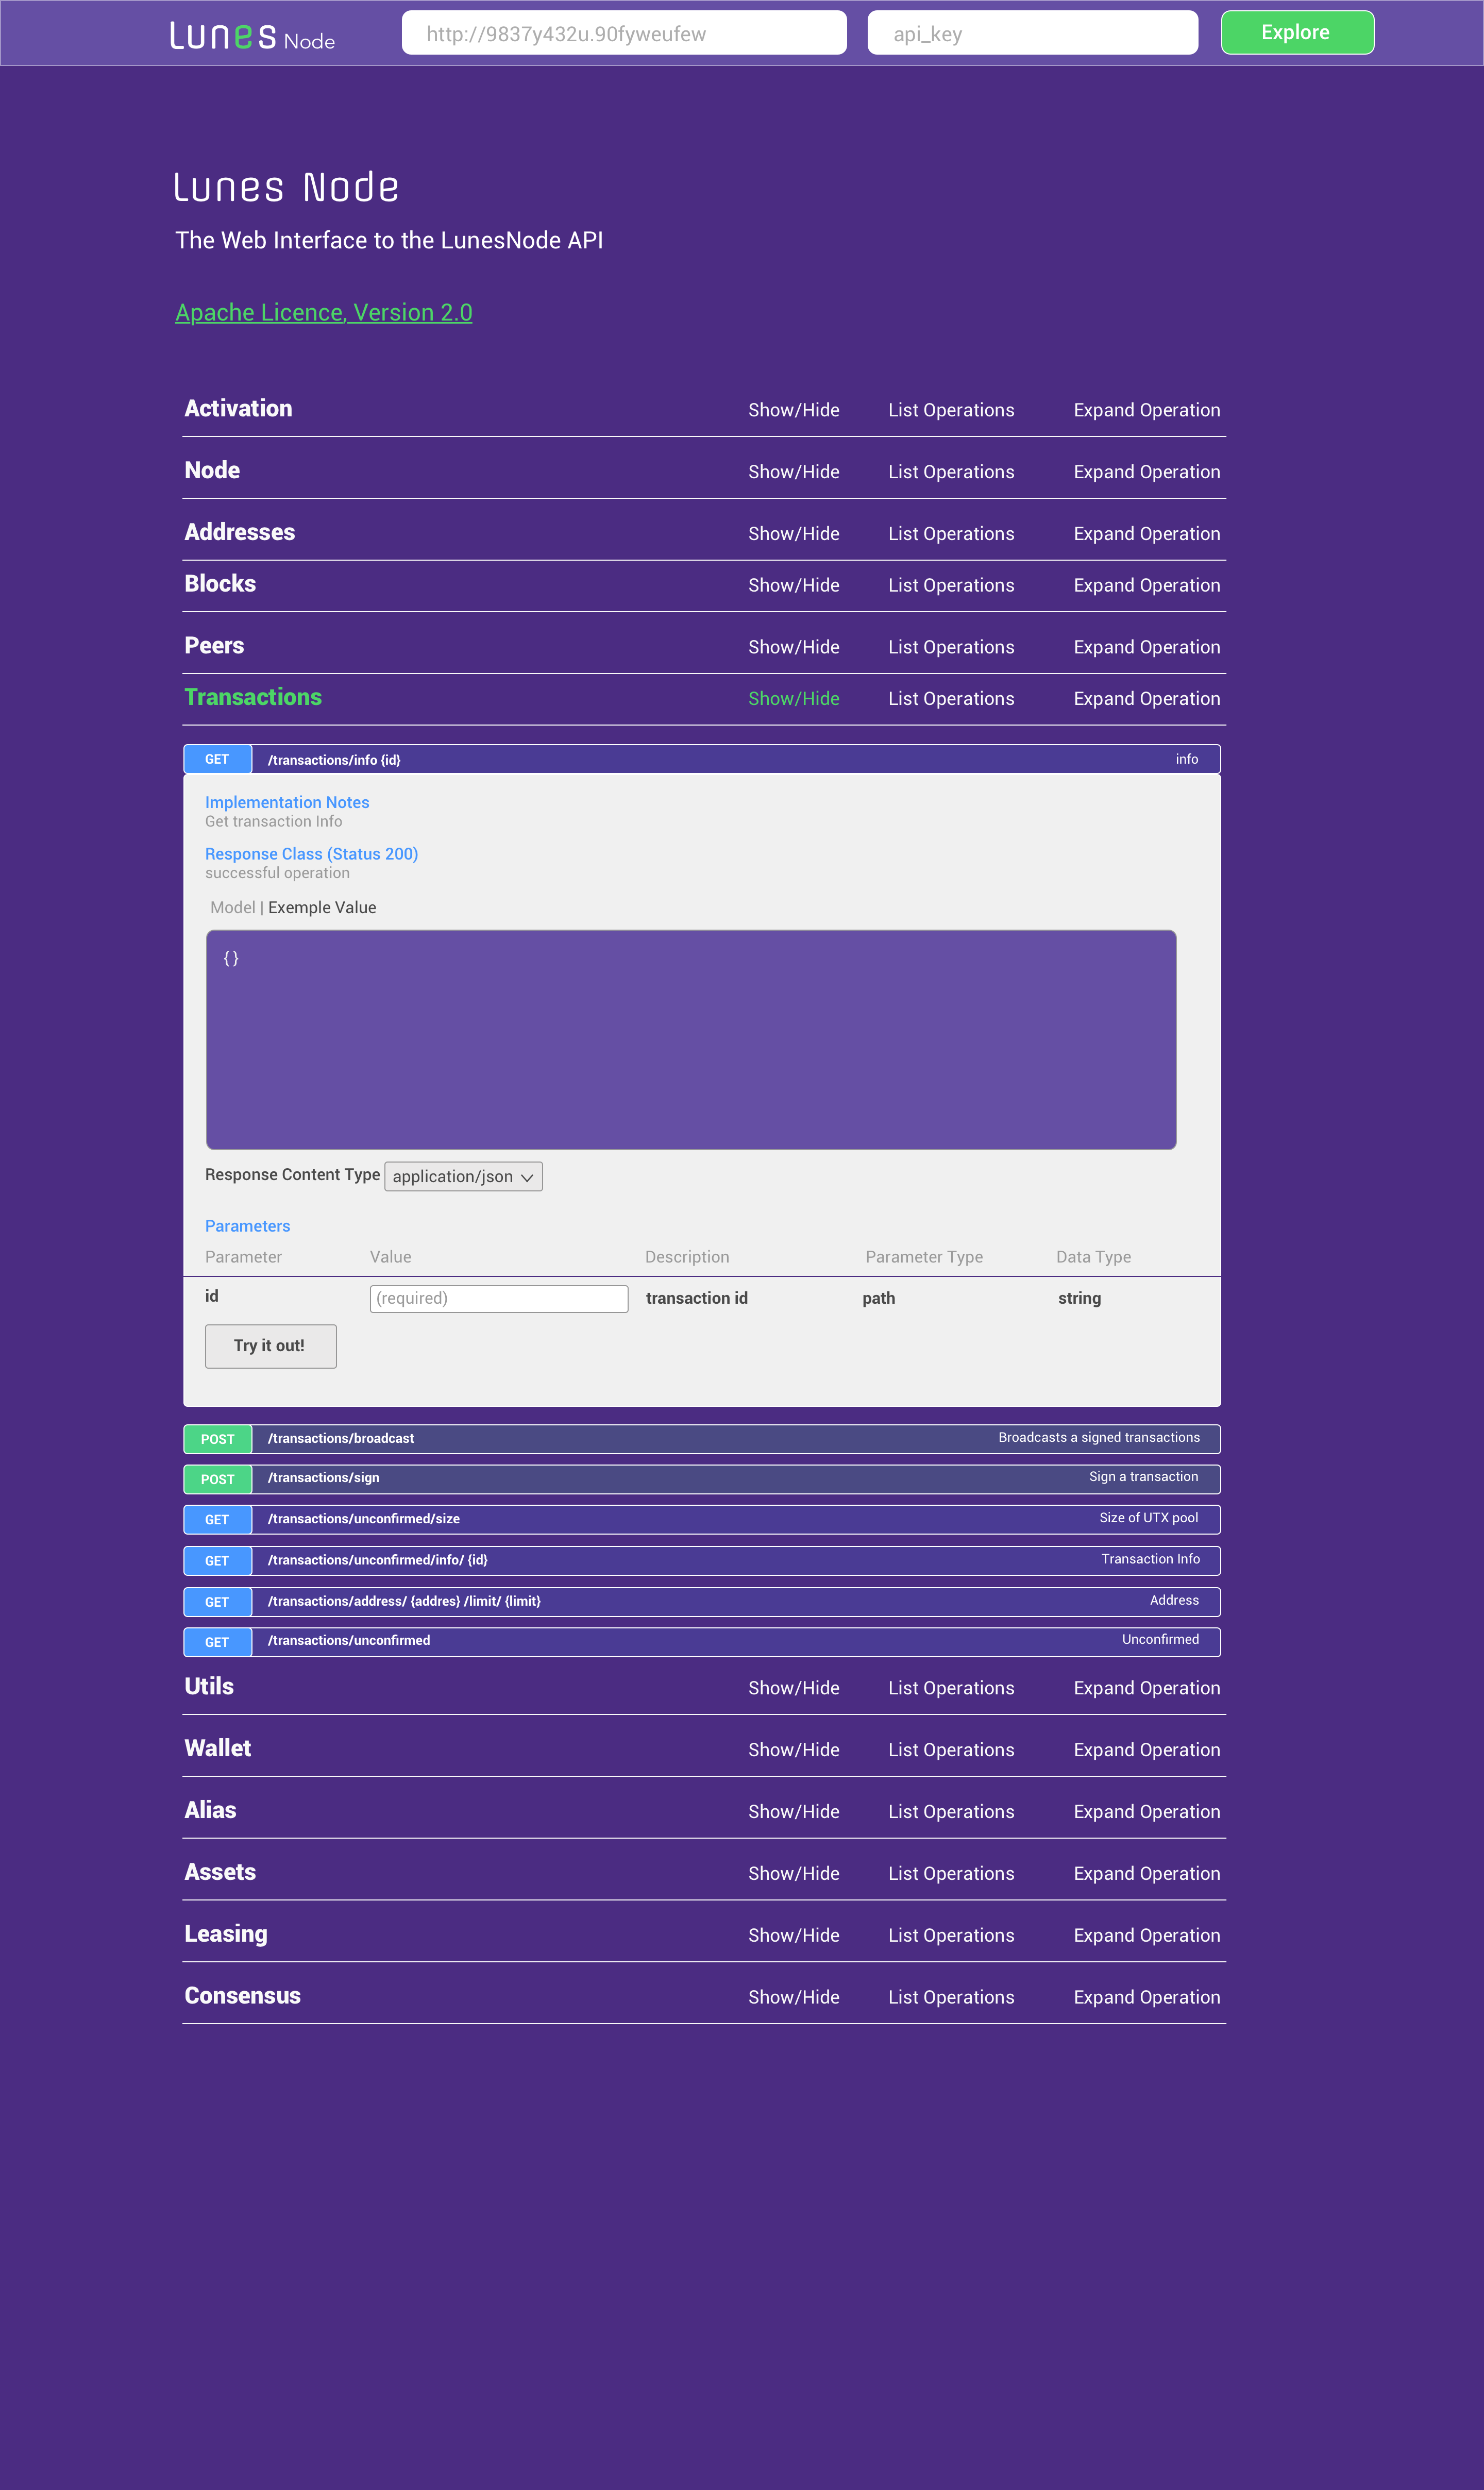 Lunes Node http://9837y432u.90fyweufew api_key Explore
Lunes Node
The Web Interface to the LunesNode API
Apache Licence, Version 2.0
Activation Show/Hide List Operations Expand Operation
Node Show/Hide List Operations Expand Operation
Addresses Show/Hide List Operations Expand Operation
Blocks Show/Hide List Operations Expand Operation
Peers Show/Hide List Operations Expand Operation
Transactions Show/Hide List Operations Expand Operation
GET /transactions/info {id} info
Implementation Notes
Get transaction Info
Response Class (Status 200)
successful operation
Model | Exemple Value
{ }
Response Content Type application/json
Parameters
Parameter Value Description Parameter Type Data Type
id (required) transaction id path string
Try it out!
POST /transactions/broadcast Broadcasts a signed transactions
POST /transactions/sign Sign a transaction
GET /transactions/unconfirmed/size Size of UTX pool
GET /transactions/unconfirmed/info/ {id} Transaction Info
GET /transactions/address/ {addres} /limit/ {limit} Address
GET /transactions/unconfirmed Unconfirmed
Utils Show/Hide List Operations Expand Operation
Wallet Show/Hide List Operations Expand Operation
Alias Show/Hide List Operations Expand Operation
Assets Show/Hide List Operations Expand Operation
Leasing Show/Hide List Operations Expand Operation
Consensus Show/Hide List Operations Expand Operation